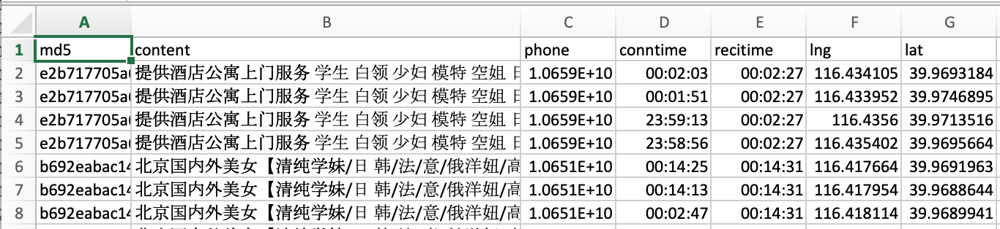 A B C D E F G
1 md5 content phone conntime recitime lng lat
2 e2b717705a 提供酒店公寓上门服务 学生 白领 少妇 模特 空姐 1.0659E+10 00:02:03 00:02:27 116.434105 39.9693184
3 e2b717705a 提供酒店公寓上门服务 学生 白领 少妇 模特 空姐 1.0659E+10 00:01:51 00:02:27 116.433952 39.9746895
4 e2b717705a 提供酒店公寓上门服务 学生 白领 少妇 模特 空姐 1.0659E+10 23:59:13 00:02:27 116.4356 39.9713516
5 e2b717705a 提供酒店公寓上门服务 学生 白领 少妇 模特 空姐 1.0659E+10 23:58:56 00:02:27 116.435402 39.9695664
6 b692eabac14 北京国内外美女【清纯学妹/日 韩/法/意/俄洋妞/高 1.0651E+10 00:14:25 00:14:31 116.417664 39.9691963
7 b692eabac14 北京国内外美女【清纯学妹/日 韩/法/意/俄洋妞/高 1.0651E+10 00:14:13 00:14:31 116.417954 39.9688644
8 b692eabac14 北京国内外美女【清纯学妹/日 韩/法/意/俄洋妞/高 1.0651E+10 00:02:47 00:14:31 116.418114 39.9689941